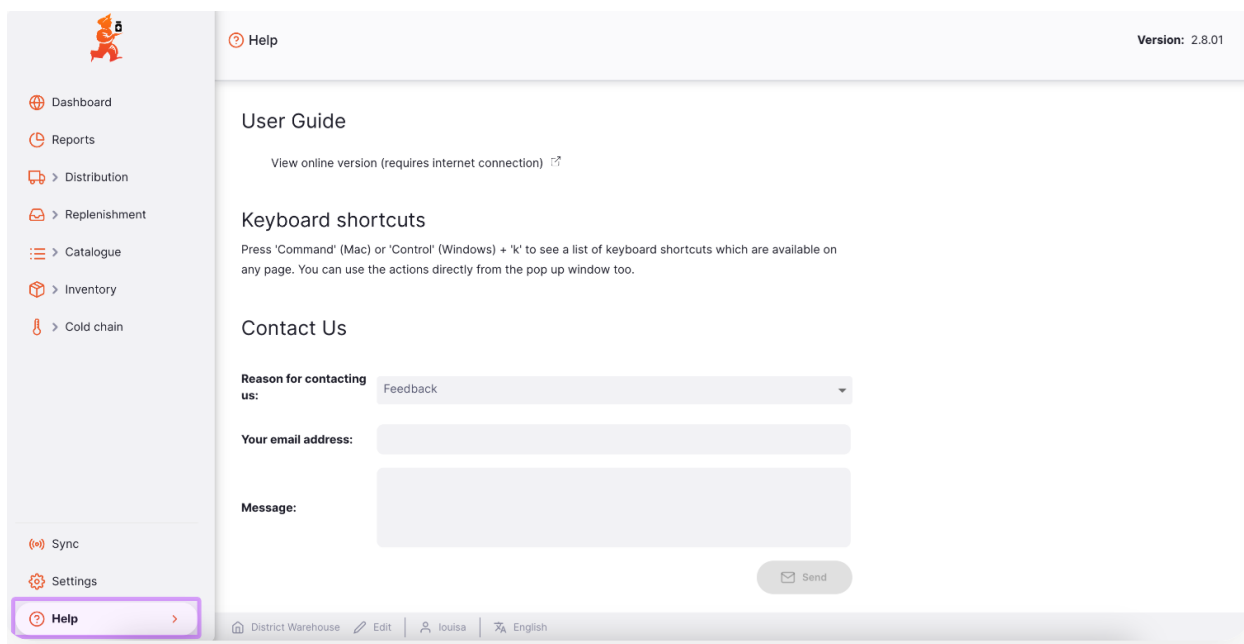 ō
Dashboard
Reports
Distribution
Replenishment
Catalogue
Inventory
Cold chain
Sync
Settings
Help
Help
Version: 2.8.01
User Guide
View online version (requires internet connection)
Keyboard shortcuts
Press 'Command' (Mac) or 'Control' (Windows) + 'k' to see a list of keyboard shortcuts which are available on
any page. You can use the actions directly from the pop up window too.
Contact Us
Reason for contacting
us:
Feedback
Your email address:
Message:
Send
District Warehouse
Edit
louisa
English